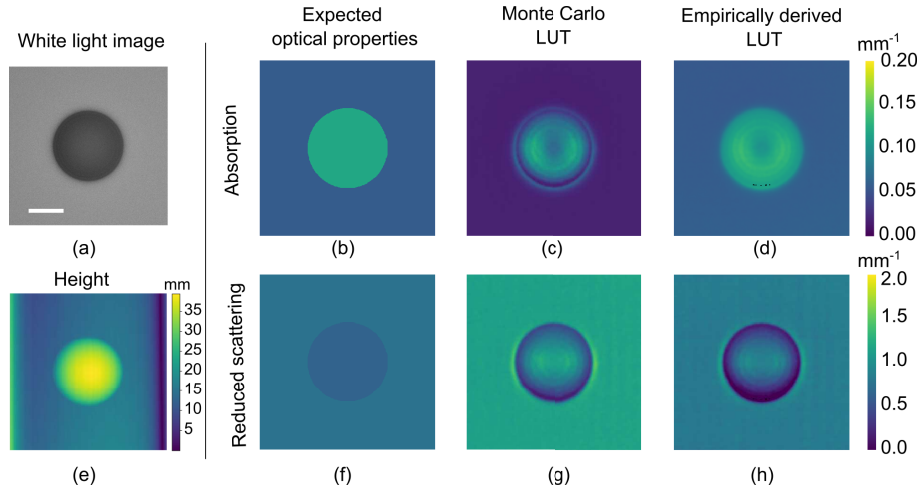 White light image
Expected
optical properties
Monte Carlo
LUT
Empirically derived
LUT
mm-1
0.20
0.15
0.10
0.05
0.00
Absorption
(a)
(b)
(c)
(d)
Height
mm
35
30
25
20
15
10
5
Reduced scattering
mm-1
2.0
1.5
1.0
0.5
0.0
(e)
(f)
(g)
(h)